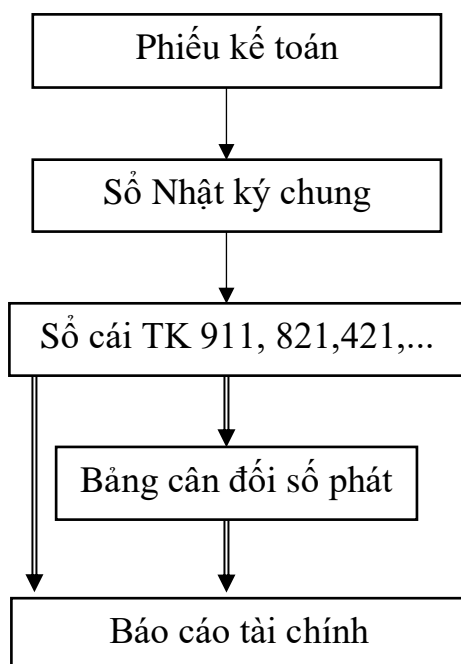 Phiếu kế toán
Sổ Nhật ký chung
Sổ cái TK 911, 821,421,...
Bảng cân đối số phát
Báo cáo tài chính